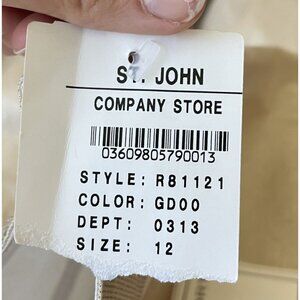 ST. JOHN
COMPANY STORE
03609805790013
STYLE: R81121
COLOR: GD00
DEPT: 0313
SIZE: 12